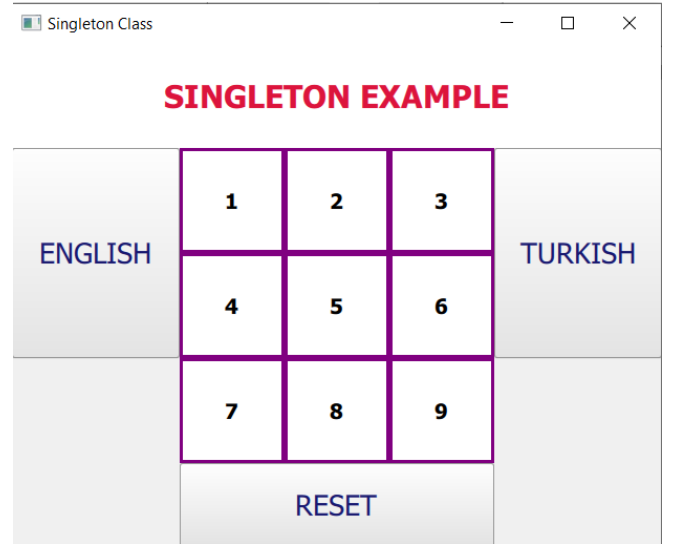 Singleton Class
SINGLETON EXAMPLE
1 2 3
ENGLISH TURKISH
4 5 6
7 8 9
RESET